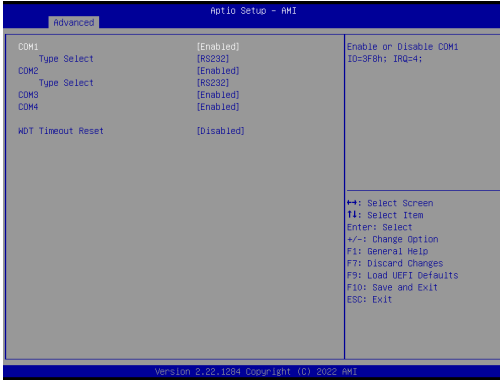 Aptio Setup - AMI
Advanced
COM1 [Enabled]
Type Select [RS232]
COM2 [Enabled]
Type Select [RS232]
COM3 [Enabled]
COM4 [Enabled]
WDT Timeout Reset [Disabled]
Enable or Disable COM1
IO=3F8h; IRQ=4;
↔: Select Screen
↑↓: Select Item
Enter: Select
+/-: Change Option
F1: General Help
F7: Discard Changes
F9: Load UEFI Defaults
F10: Save and Exit
ESC: Exit
Version 2.22.1284 Copyright (C) 2022 AMI